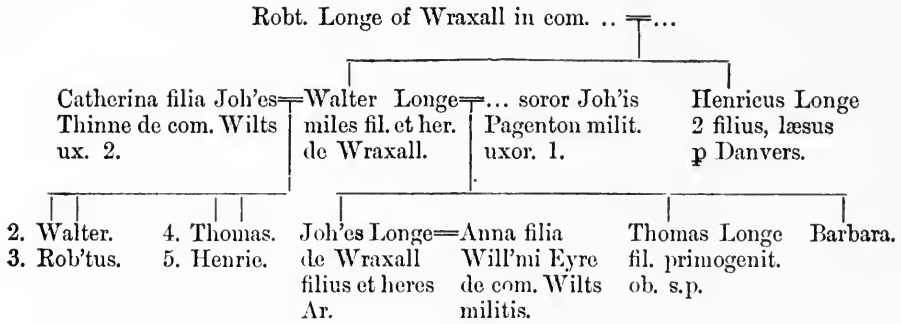 Robt. Longe of Wraxall in com. .. = ...
Catherina filia Joh'es
Thinne de com. Wilts
ux. 2.
Walter Longe
miles fil. et her.
de Wraxall.
... soror Joh'is
Pagenton milit.
uxor. 1.
Henricus Longe
2 filius, læsus
ꝑ Danvers.
2. Walter.
3. Rob'tus.
4. Thomas.
5. Henric.
Joh'es Longe
de Wraxall
filius et heres
Ar.
Anna filia
Will'mi Eyre
de com. Wilts
militis.
Thomas Longe
fil. primogenit.
ob. s.p.
Barbara.